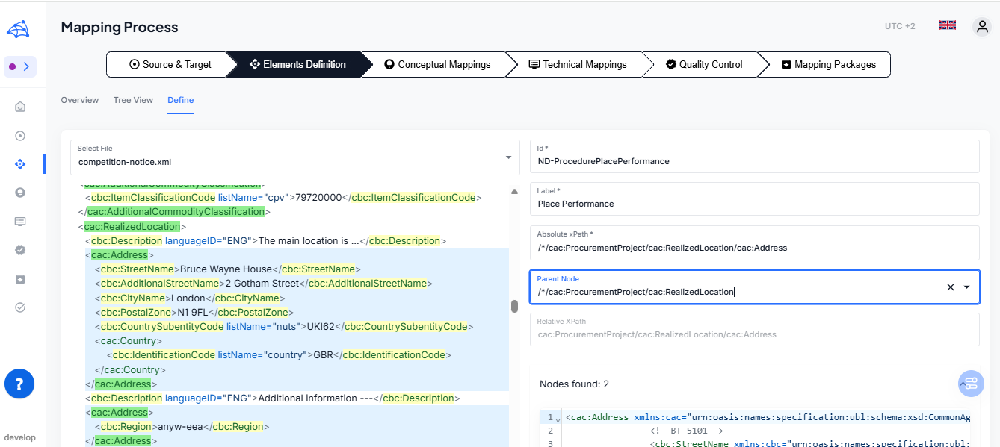 Mapping Process
UTC +2
Source & Target
Elements Definition
Conceptual Mappings
Technical Mappings
Quality Control
Mapping Packages
Overview
Tree View
Define
Select File
competition-notice.xml
<cac:AdditionalCommodityClassification>
<cbc:ItemClassificationCode listName="cpv">79720000</cbc:ItemClassificationCode>
</cac:AdditionalCommodityClassification>
<cac:RealizedLocation>
<cbc:Description languageID="ENG">The main location is ...</cbc:Description>
<cac:Address>
<cbc:StreetName>Bruce Wayne House</cbc:StreetName>
<cbc:AdditionalStreetName>2 Gotham Street</cbc:AdditionalStreetName>
<cbc:CityName>London</cbc:CityName>
<cbc:PostalZone>N1 9FL</cbc:PostalZone>
<cbc:CountrySubentityCode listName="nuts">UKI62</cbc:CountrySubentityCode>
<cac:Country>
<cbc:IdentificationCode listName="country">GBR</cbc:IdentificationCode>
</cac:Country>
</cac:Address>
<cbc:Description languageID="ENG">Additional information ---</cbc:Description>
<cac:Address>
<cbc:Region>anyw-eea</cbc:Region>
</cac:Address>
Id *
ND-ProcedurePlacePerformance
Label *
Place Performance
Absolute xPath *
/*/cac:ProcurementProject/cac:RealizedLocation/cac:Address
Parent Node
/*/cac:ProcurementProject/cac:RealizedLocation
Relative XPath
cac:ProcurementProject/cac:RealizedLocation/cac:Address
Nodes found: 2
1 <cac:Address xmlns:cac="urn:oasis:names:specification:ubl:schema:xsd:CommonAg
2 <!--BT-5101-->
3 <cbc:StreetName xmlns:cbc="urn:oasis:names:specification:ubl:
?
develop